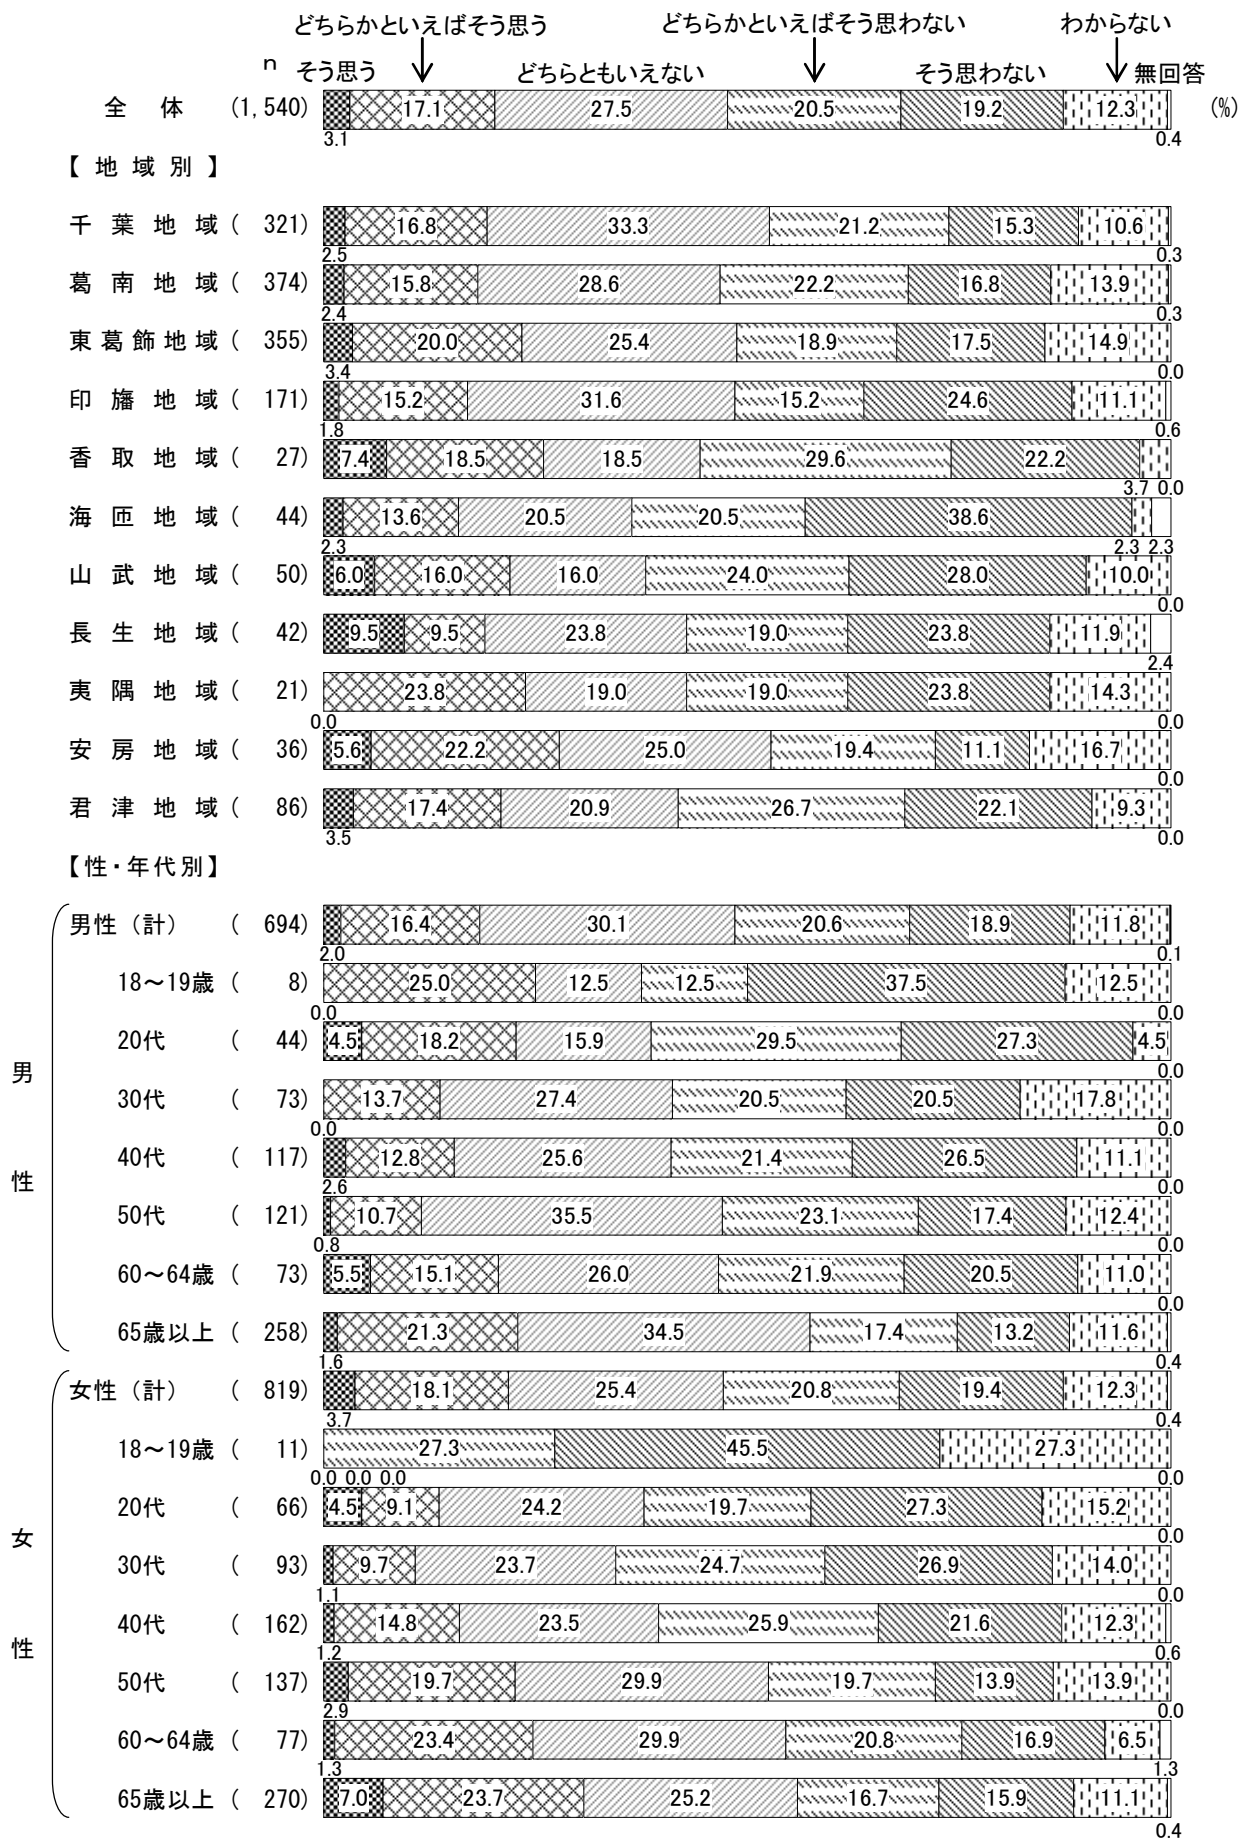 どちらかといえばそう思う どちらかといえばそう思わない わからない
n そう思う どちらともいえない そう思わない 無回答
全 体 (1,540) 17.1 27.5 20.5 19.2 12.3 (%)
3.1 0.4
【 地 域 別 】
千 葉 地 域 ( 321) 16.8 33.3 21.2 15.3 10.6
2.5 0.3
葛 南 地 域 ( 374) 15.8 28.6 22.2 16.8 13.9
2.4 0.3
東 葛 飾 地 域 ( 355) 20.0 25.4 18.9 17.5 14.9
3.4 0.0
印 旛 地 域 ( 171) 15.2 31.6 15.2 24.6 11.1
1.8 0.6
香 取 地 域 ( 27) 7.4 18.5 18.5 29.6 22.2
3.7 0.0
海 匝 地 域 ( 44) 13.6 20.5 20.5 38.6
2.3 2.3 2.3
山 武 地 域 ( 50) 6.0 16.0 16.0 24.0 28.0 10.0
0.0
長 生 地 域 ( 42) 9.5 9.5 23.8 19.0 23.8 11.9
2.4
夷 隅 地 域 ( 21) 23.8 19.0 19.0 23.8 14.3
0.0 0.0
安 房 地 域 ( 36) 5.6 22.2 25.0 19.4 11.1 16.7
0.0
君 津 地 域 ( 86) 17.4 20.9 26.7 22.1 9.3
3.5 0.0
【性・年代別】
男性(計) ( 694) 16.4 30.1 20.6 18.9 11.8
2.0 0.1
18～19歳 ( 8) 25.0 12.5 12.5 37.5 12.5
0.0 0.0
20代 ( 44) 4.5 18.2 15.9 29.5 27.3 4.5
0.0
男
30代 ( 73) 13.7 27.4 20.5 20.5 17.8
0.0 0.0
40代 ( 117) 12.8 25.6 21.4 26.5 11.1
性
2.6 0.0
50代 ( 121) 10.7 35.5 23.1 17.4 12.4
0.8 0.0
60～64歳 ( 73) 5.5 15.1 26.0 21.9 20.5 11.0
0.0
65歳以上 ( 258) 21.3 34.5 17.4 13.2 11.6
1.6 0.4
女性(計) ( 819) 18.1 25.4 20.8 19.4 12.3
3.7 0.4
18～19歳 ( 11) 27.3 45.5 27.3
0.0 0.0 0.0 0.0
20代 ( 66) 4.5 9.1 24.2 19.7 27.3 15.2
0.0
女
30代 ( 93) 9.7 23.7 24.7 26.9 14.0
1.1 0.0
40代 ( 162) 14.8 23.5 25.9 21.6 12.3
性
1.2 0.6
50代 ( 137) 19.7 29.9 19.7 13.9 13.9
2.9 0.0
60～64歳 ( 77) 23.4 29.9 20.8 16.9 6.5
1.3 1.3
65歳以上 ( 270) 7.0 23.7 25.2 16.7 15.9 11.1
0.4